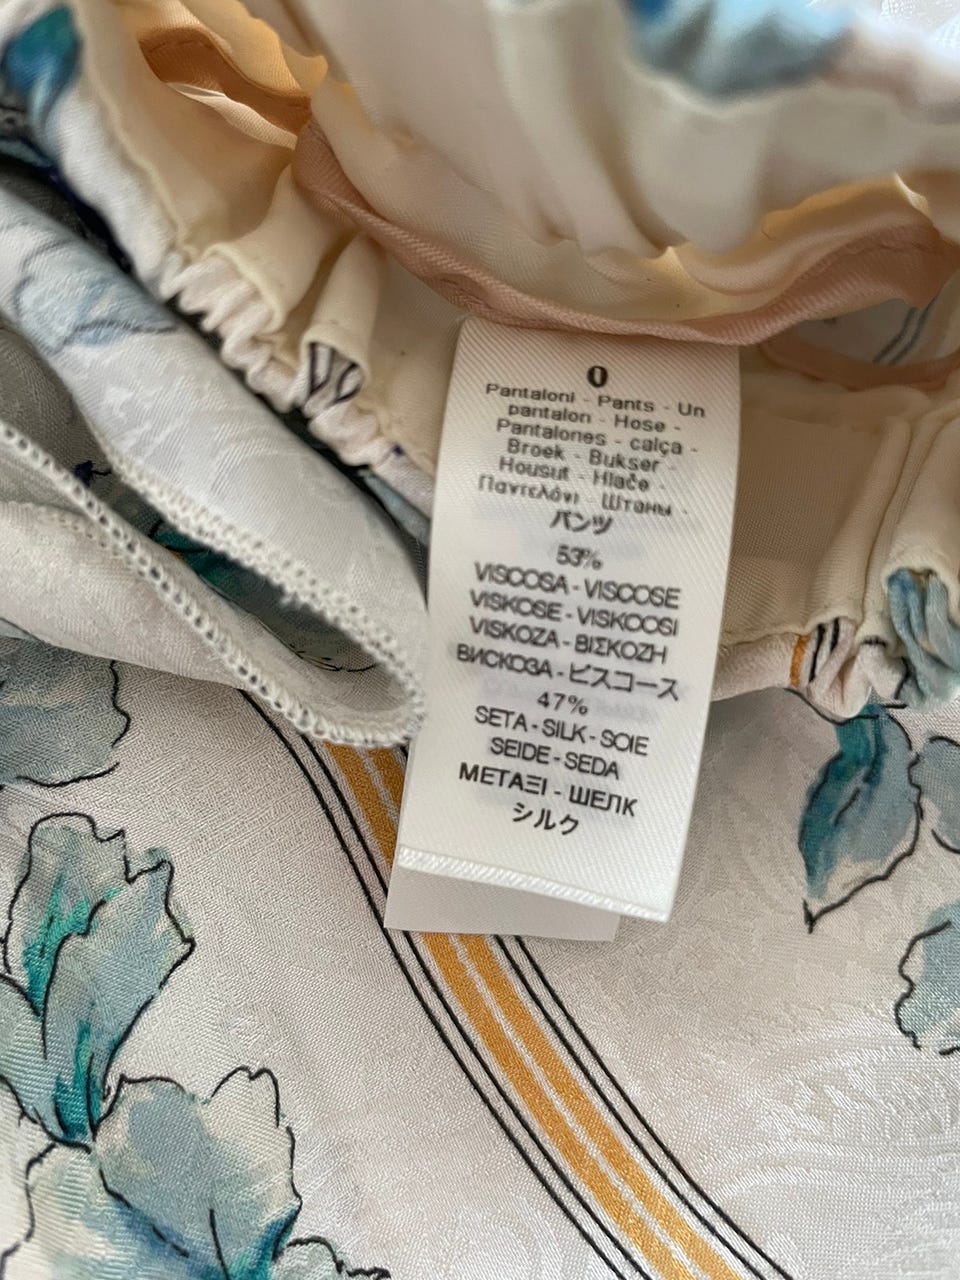 0
Pantaloni - Pants - Un
pantalon - Hose -
Pantalones - calça -
Broek - Bukser -
Housut - Hlače -
Παντελόνι - Штаны -
パンツ
53%
VISCOSA - VISCOSE
VISKOSE - VISKOOSI
VISKOZA - ΒΙΣΚΟΖΗ
ВИСКОЗА - ビスコース
47%
SETA - SILK - SOIE
SEIDE - SEDA
ΜΕΤΑΞΙ - ШЕЛК
シルク